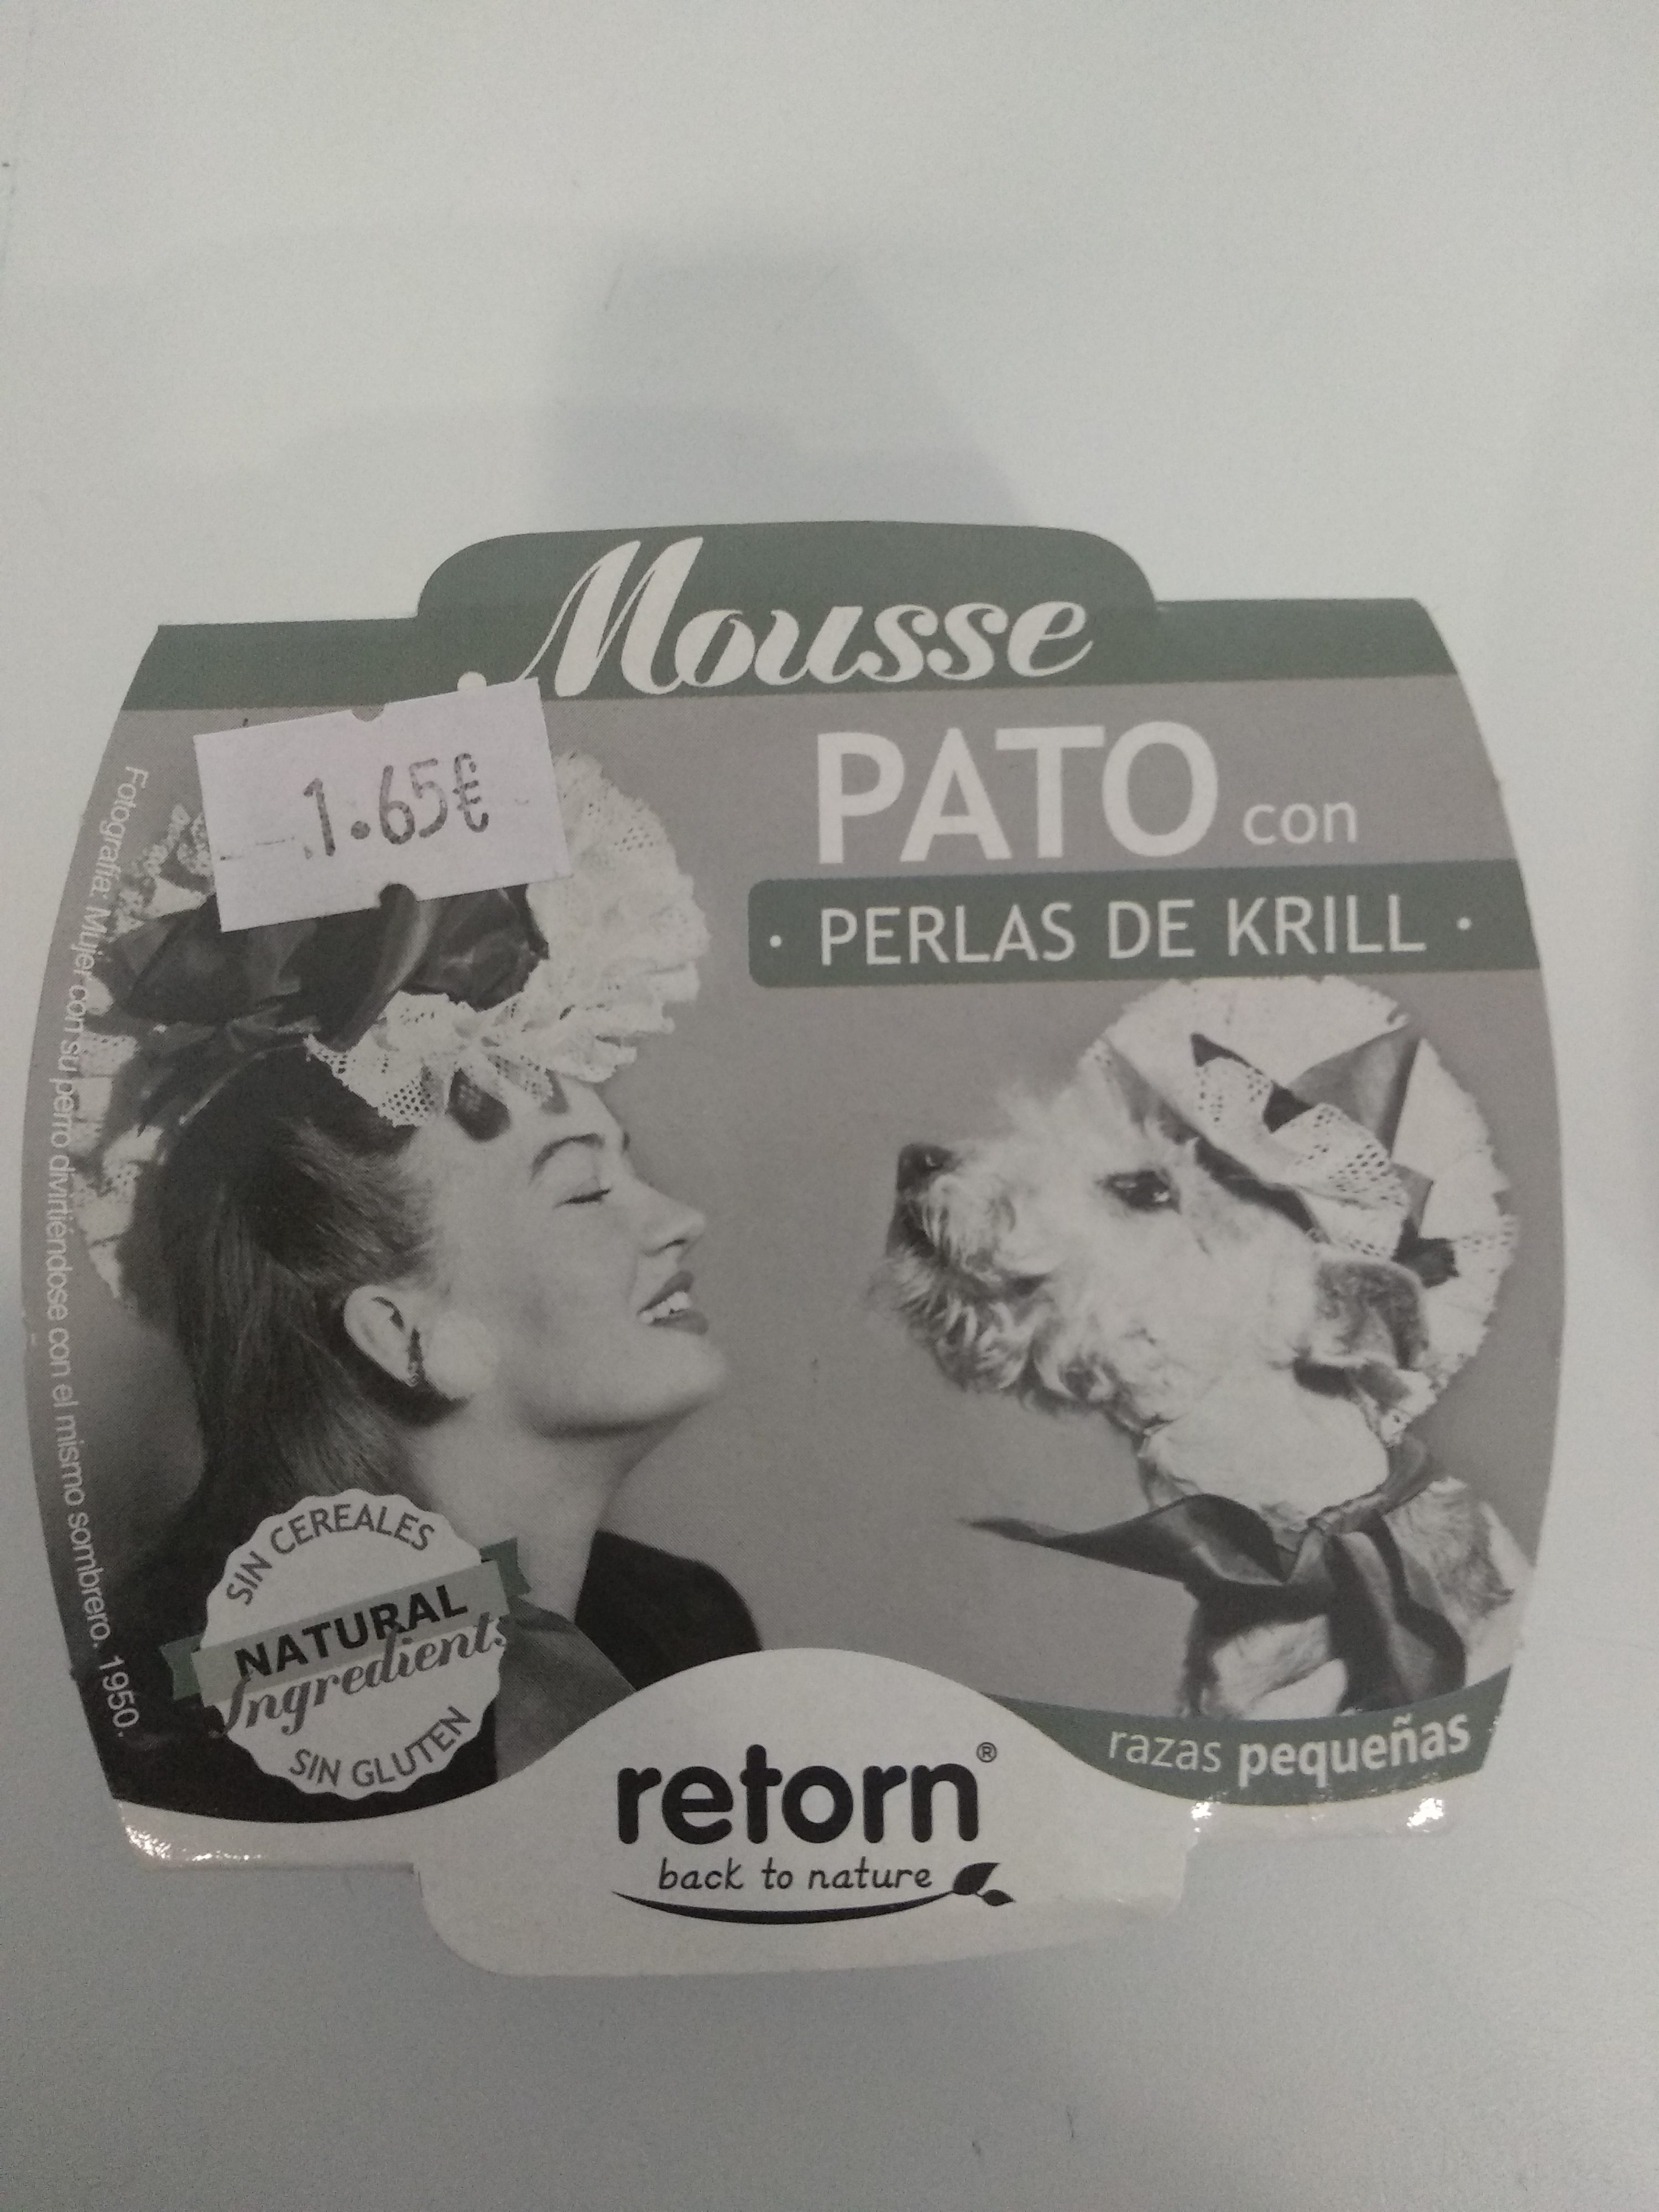 Mousse
1.65€
PATO con
· PERLAS DE KRILL ·
Fotografía: Mujer con su perro divirtiéndose con el mismo sombrero. 1950.
SIN CEREALES
NATURAL
Ingredients
SIN GLUTEN
razas pequeñas
retorn®
back to nature